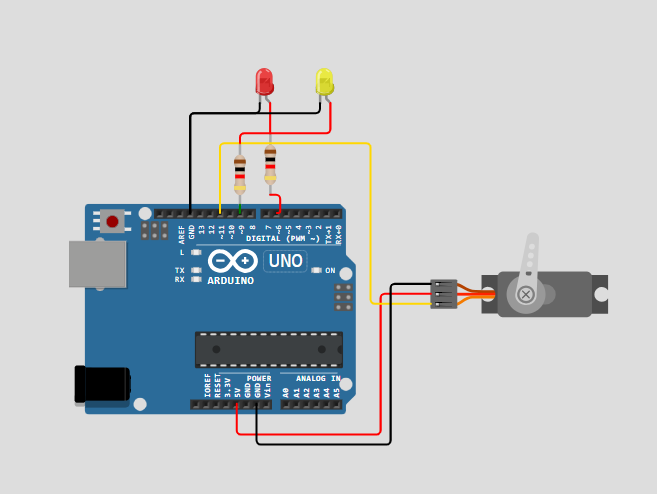 AREF
GND
13
12
~11
~10
~9
8
7
~6
~5
4
~3
2
TX→1
RX←0
DIGITAL (PWM ~)
L
TX
RX
UNO
ON
ARDUINO
POWER
ANALOG IN
IOREF
RESET
3.3V
5V
GND
GND
Vin
A0
A1
A2
A3
A4
A5